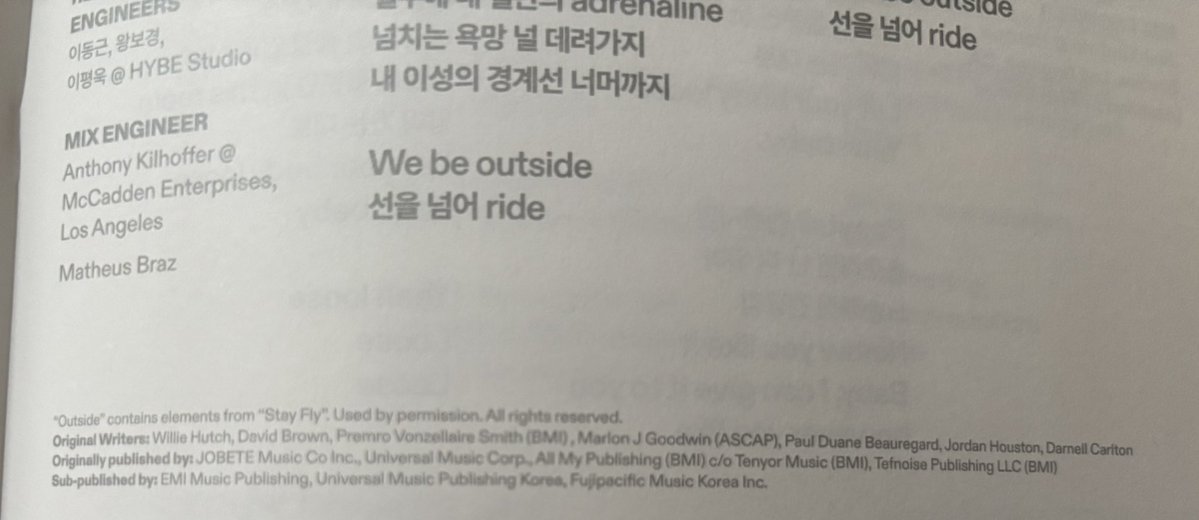 ENGINEERS
이동근, 왕보경,
이평욱 @ HYBE Studio
MIX ENGINEER
Anthony Kilhoffer @
McCadden Enterprises,
Los Angeles
Matheus Braz
adrenaline
넘치는 욕망 널 데려가지
내 이성의 경계선 너머까지
We be outside
선을 넘어 ride
outside
선을 넘어 ride
"Outside" contains elements from "Stay Fly". Used by permission. All rights reserved.
Original Writers: Willie Hutch, David Brown, Premro Vonzellaire Smith (BMI) , Marlon J Goodwin (ASCAP), Paul Duane Beauregard, Jordan Houston, Darnell Carlton
Originally published by: JOBETE Music Co Inc., Universal Music Corp., All My Publishing (BMI) c/o Tenyor Music (BMI), Tefnoise Publishing LLC (BMI)
Sub-published by: EMI Music Publishing, Universal Music Publishing Korea, Fujipacific Music Korea Inc.